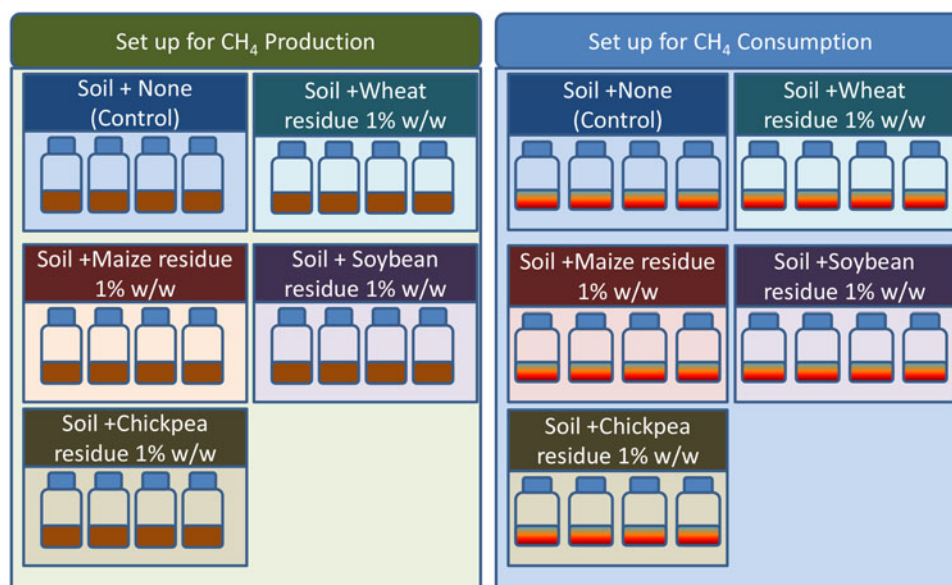 Set up for CH₄ Production
Soil + None
(Control)
Soil +Wheat
residue 1% w/w
Soil +Maize residue
1% w/w
Soil + Soybean
residue 1% w/w
Soil +Chickpea
residue 1% w/w
Set up for CH₄ Consumption
Soil +None
(Control)
Soil +Wheat
residue 1% w/w
Soil +Maize residue
1% w/w
Soil +Soybean
residue 1% w/w
Soil +Chickpea
residue 1% w/w